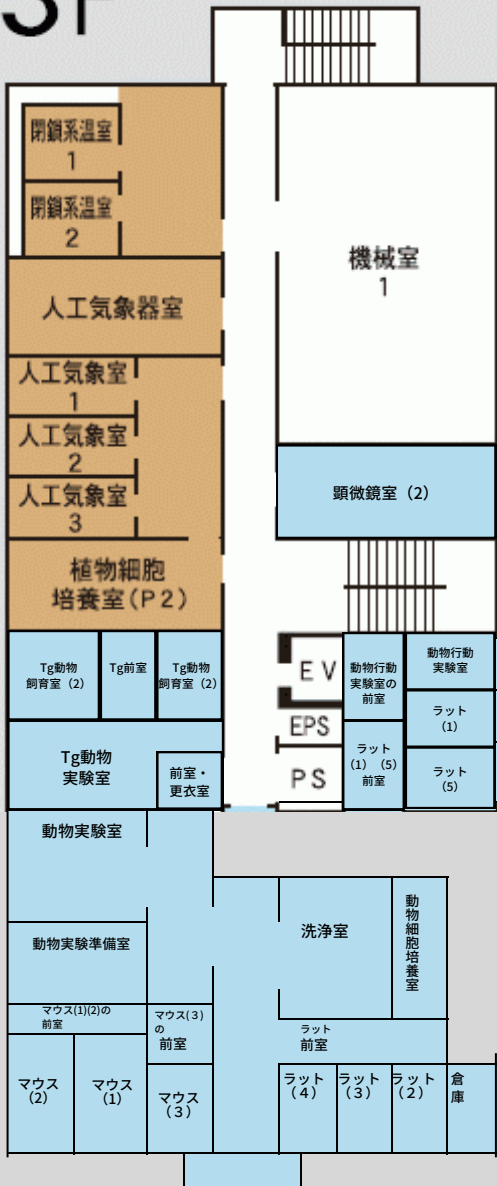 3F
閉鎖系温室
1
閉鎖系温室
2
機械室
1
人工気象器室
人工気象室
1
人工気象室
2
人工気象室
3
顕微鏡室（2）
植物細胞
培養室(P2)
Tg動物
飼育室（2）
Tg前室
Tg動物
飼育室（2）
EV
EPS
PS
動物行動
実験室の
前室
動物行動
実験室
ラット
（1）
ラット
（1）（5）
前室
ラット
（5）
Tg動物
実験室
前室・
更衣室
動物実験室
動物実験準備室
洗浄室
動物細胞培養室
マウス(1)(2)の
前室
マウス(３)
の
前室
ラット
前室
マウス
（2）
マウス
（1）
マウス
（３）
ラット
（４）
ラット
（３）
ラット
（２）
倉
庫